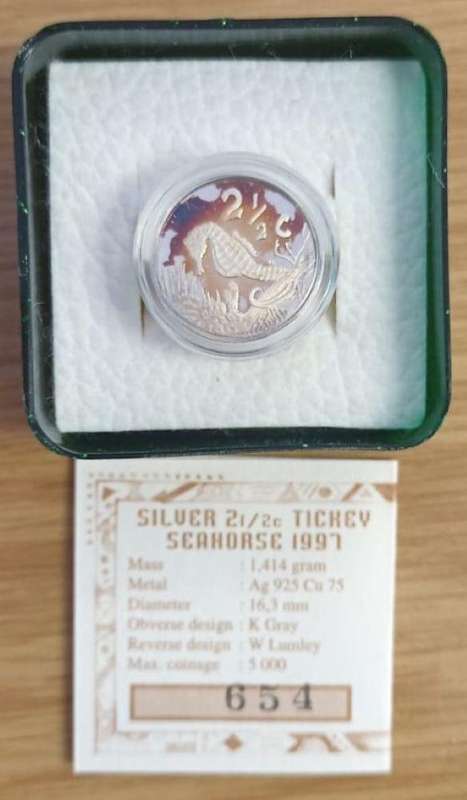 2 1/2 C
SILVER 21/2c TICKEY
SEAHORSE 1997
Mass : 1,414 gram
Metal : Ag 925 Cu 75
Diameter : 16,3 mm
Obverse design : K Gray
Reverse design : W Lumley
Max. coinage : 5 000
654